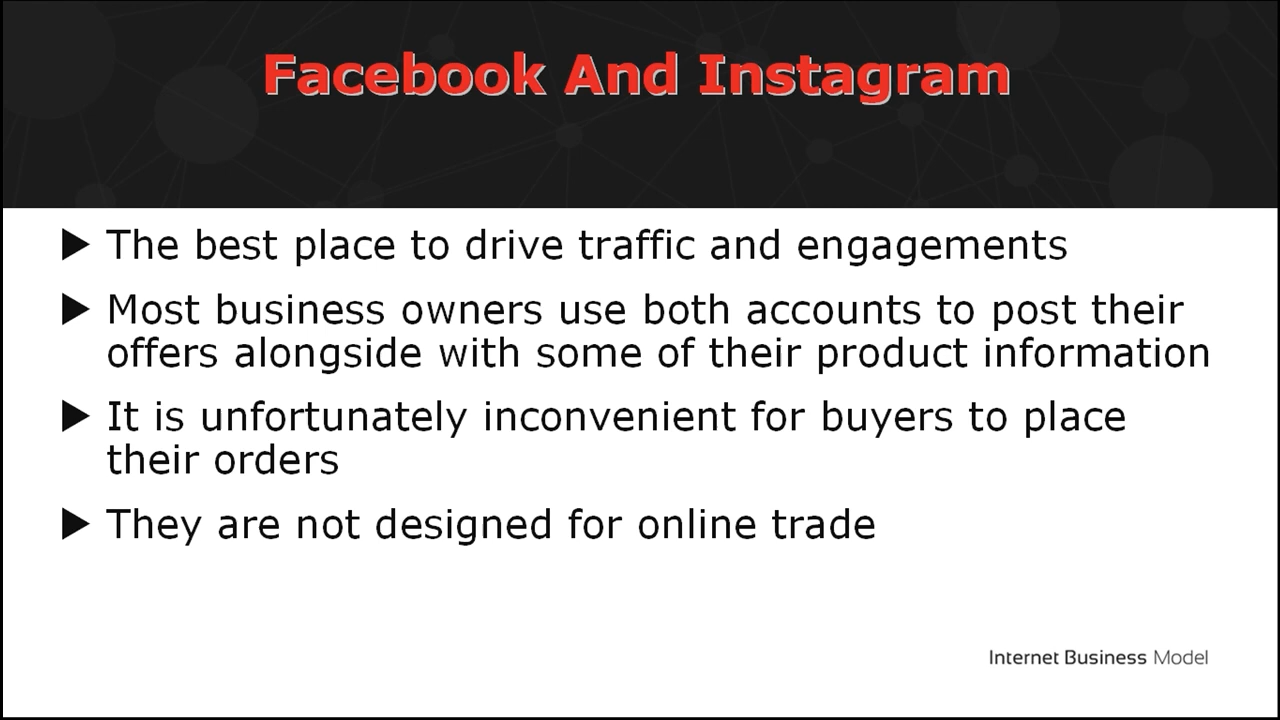 Facebook And Instagram
▶ The best place to drive traffic and engagements
▶ Most business owners use both accounts to post their
offers alongside with some of their product information
▶ It is unfortunately inconvenient for buyers to place
their orders
▶ They are not designed for online trade
Internet Business Model